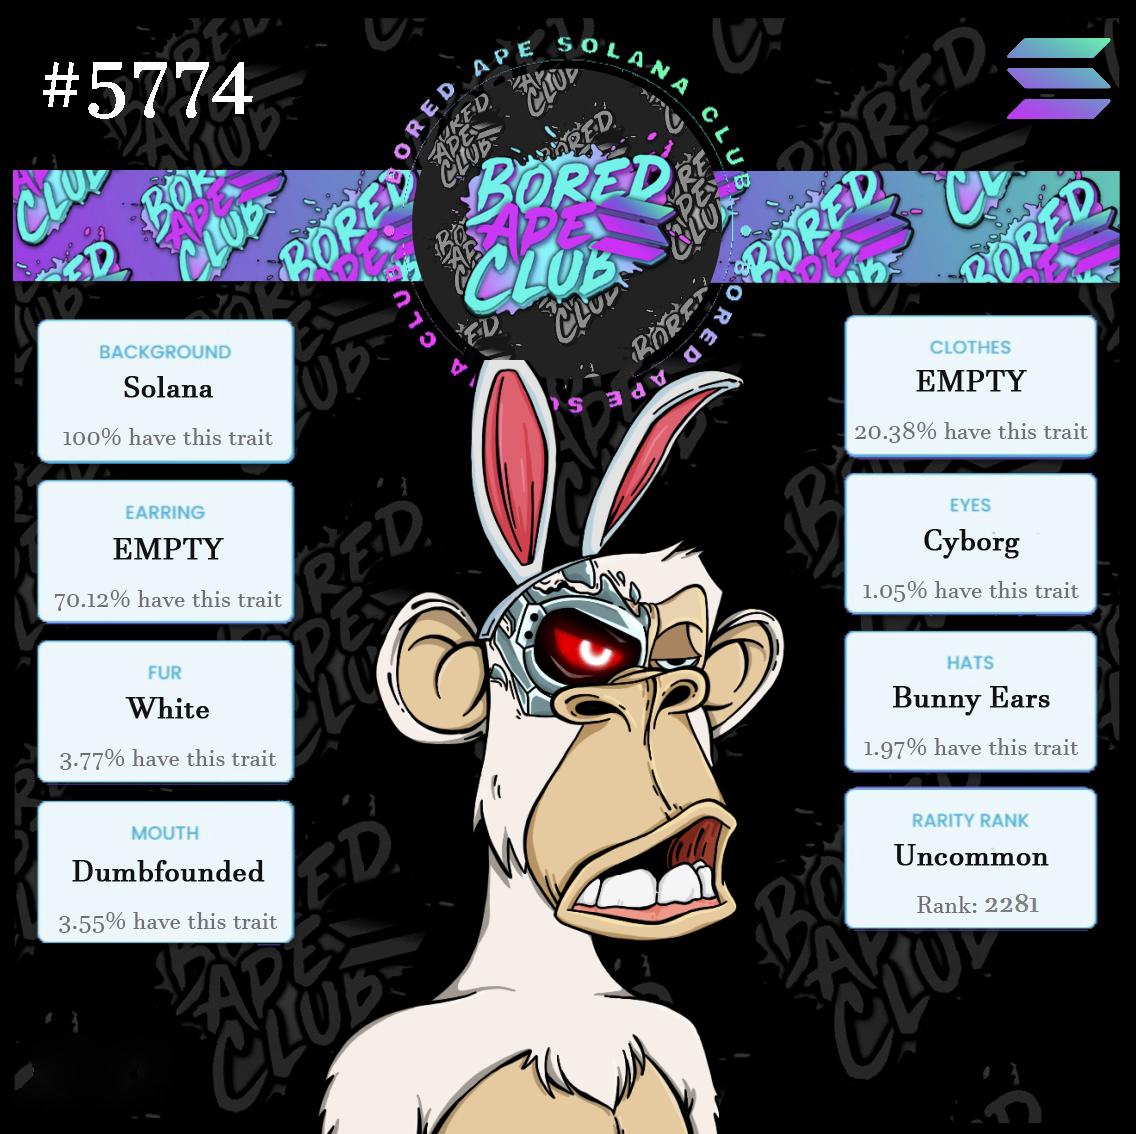 #5774
BORED APE SOLANA CLUB
BORED
APE
CLUB
BORED APE
BACKGROUND
Solana
100% have this trait
EARRING
EMPTY
70.12% have this trait
FUR
White
3.77% have this trait
MOUTH
Dumbfounded
3.55% have this trait
CLOTHES
EMPTY
20.38% have this trait
EYES
Cyborg
1.05% have this trait
HATS
Bunny Ears
1.97% have this trait
RARITY RANK
Uncommon
Rank: 2281